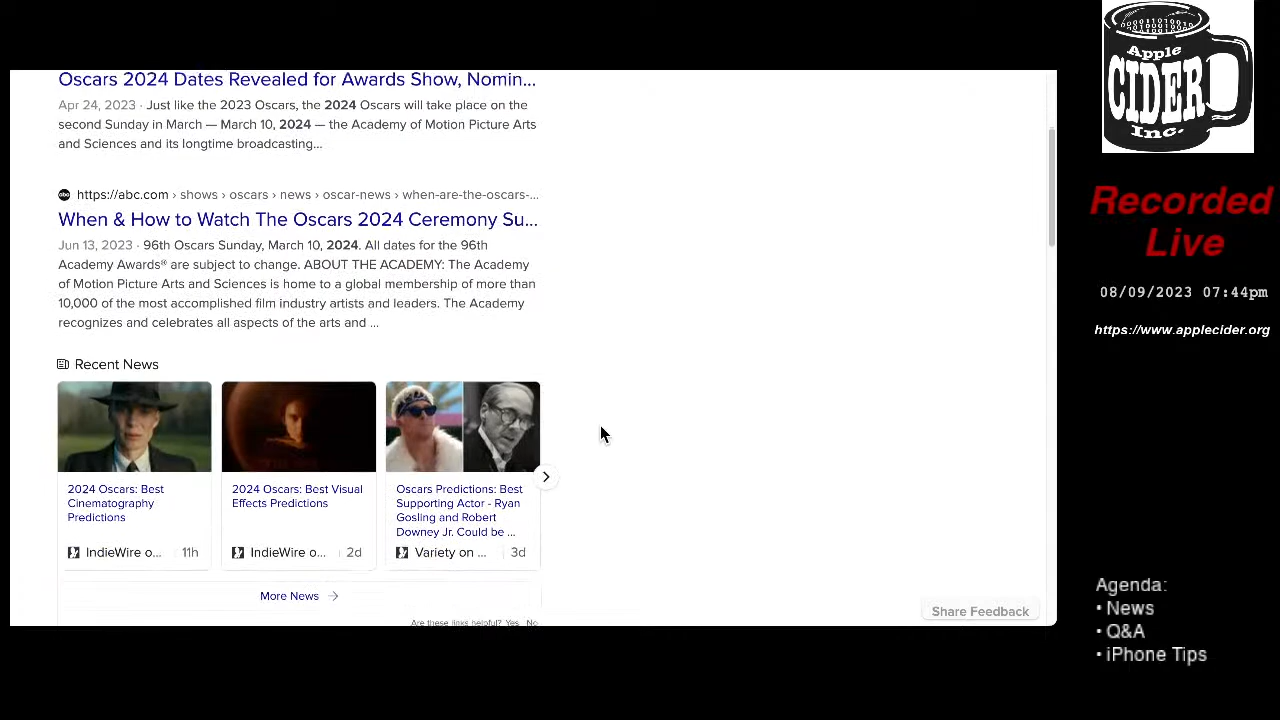 Oscars 2024 Dates Revealed for Awards Show, Nomin...
Apr 24, 2023 · Just like the 2023 Oscars, the 2024 Oscars will take place on the
second Sunday in March — March 10, 2024 — the Academy of Motion Picture Arts
and Sciences and its longtime broadcasting...
abc
https://abc.com › shows › oscars › news › oscar-news › when-are-the-oscars-...
When & How to Watch The Oscars 2024 Ceremony Su...
Jun 13, 2023 · 96th Oscars Sunday, March 10, 2024. All dates for the 96th
Academy Awards® are subject to change. ABOUT THE ACADEMY: The Academy
of Motion Picture Arts and Sciences is home to a global membership of more than
10,000 of the most accomplished film industry artists and leaders. The Academy
recognizes and celebrates all aspects of the arts and ...
Recent News
2024 Oscars: Best
Cinematography
Predictions
IndieWire o... 11h
2024 Oscars: Best Visual
Effects Predictions
IndieWire o... 2d
Oscars Predictions: Best
Supporting Actor - Ryan
Gosling and Robert
Downey Jr. Could be ...
Variety on ... 3d
More News →
Are these links helpful? Yes No
Share Feedback
Apple
CIDER
Inc.
Recorded
Live
08/09/2023 07:44pm
https://www.applecider.org
Agenda:
• News
• Q&A
• iPhone Tips